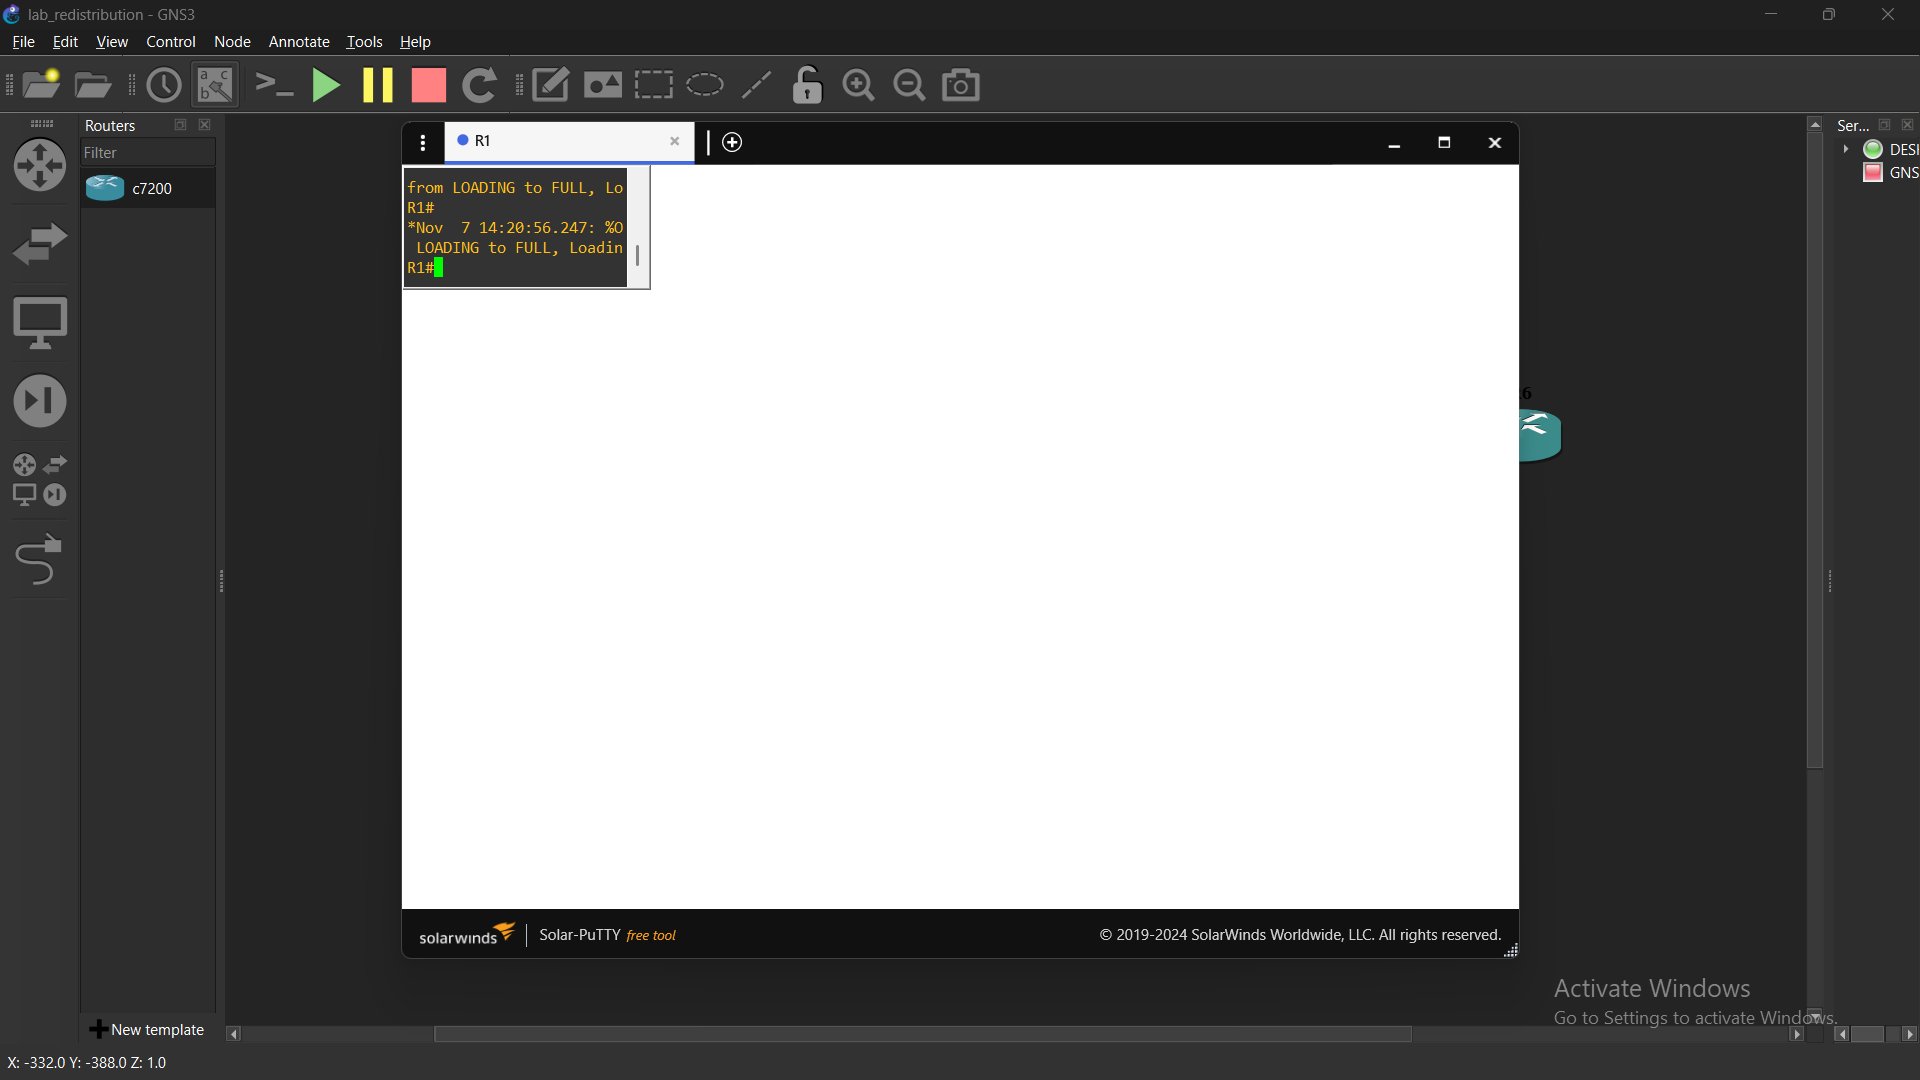 lab_redistribution - GNS3
File Edit View Control Node Annotate Tools Help
Routers
Filter
c7200
R1
from LOADING to FULL, Lo
R1#
*Nov  7 14:20:56.247: %O
 LOADING to FULL, Loadin
R1#
Ser...
DESI
GNS
6
solarwinds
Solar-PuTTY free tool
© 2019-2024 SolarWinds Worldwide, LLC. All rights reserved.
Activate Windows
Go to Settings to activate Windows.
New template
X: -332.0 Y: -388.0 Z: 1.0